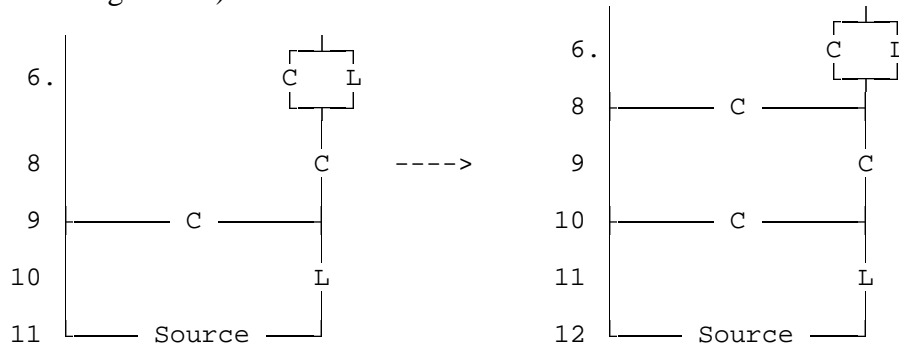 6. C L
8 C
9 C
10 L
11 Source
---->
6. C
8 C
9 C
10 C
11 L
12 Source